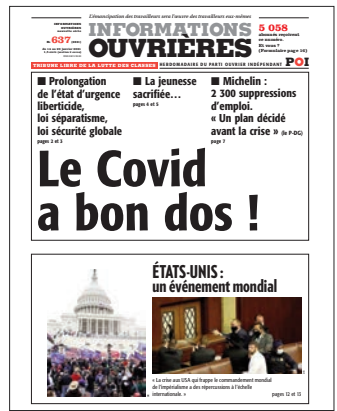 L'émancipation des travailleurs sera l'œuvre des travailleurs eux-mêmes
INFORMATIONS
OUVRIÈRES
INFORMATIONS
OUVRIÈRES
637
5 058
abonnés reçoivent
ce numéro.
Et vous ?
(Formulaire page 16)
TRIBUNE LIBRE DE LA LUTTE DES CLASSES
HEBDOMADAIRE DU PARTI OUVRIER INDÉPENDANT
POI
■ Prolongation
de l'état d'urgence
liberticide,
loi séparatisme,
loi sécurité globale
pages 2 et 3
■ La jeunesse
sacrifiée…
pages 4 et 5
■ Michelin :
2 300 suppressions
d'emploi.
« Un plan décidé
avant la crise » (le P-DG)
page 7
Le Covid
a bon dos !
ÉTATS-UNIS :
un événement mondial
« La crise aux USA qui frappe le commandement mondial
de l'impérialisme a des répercussions à l'échelle
internationale. »
pages 12 et 13